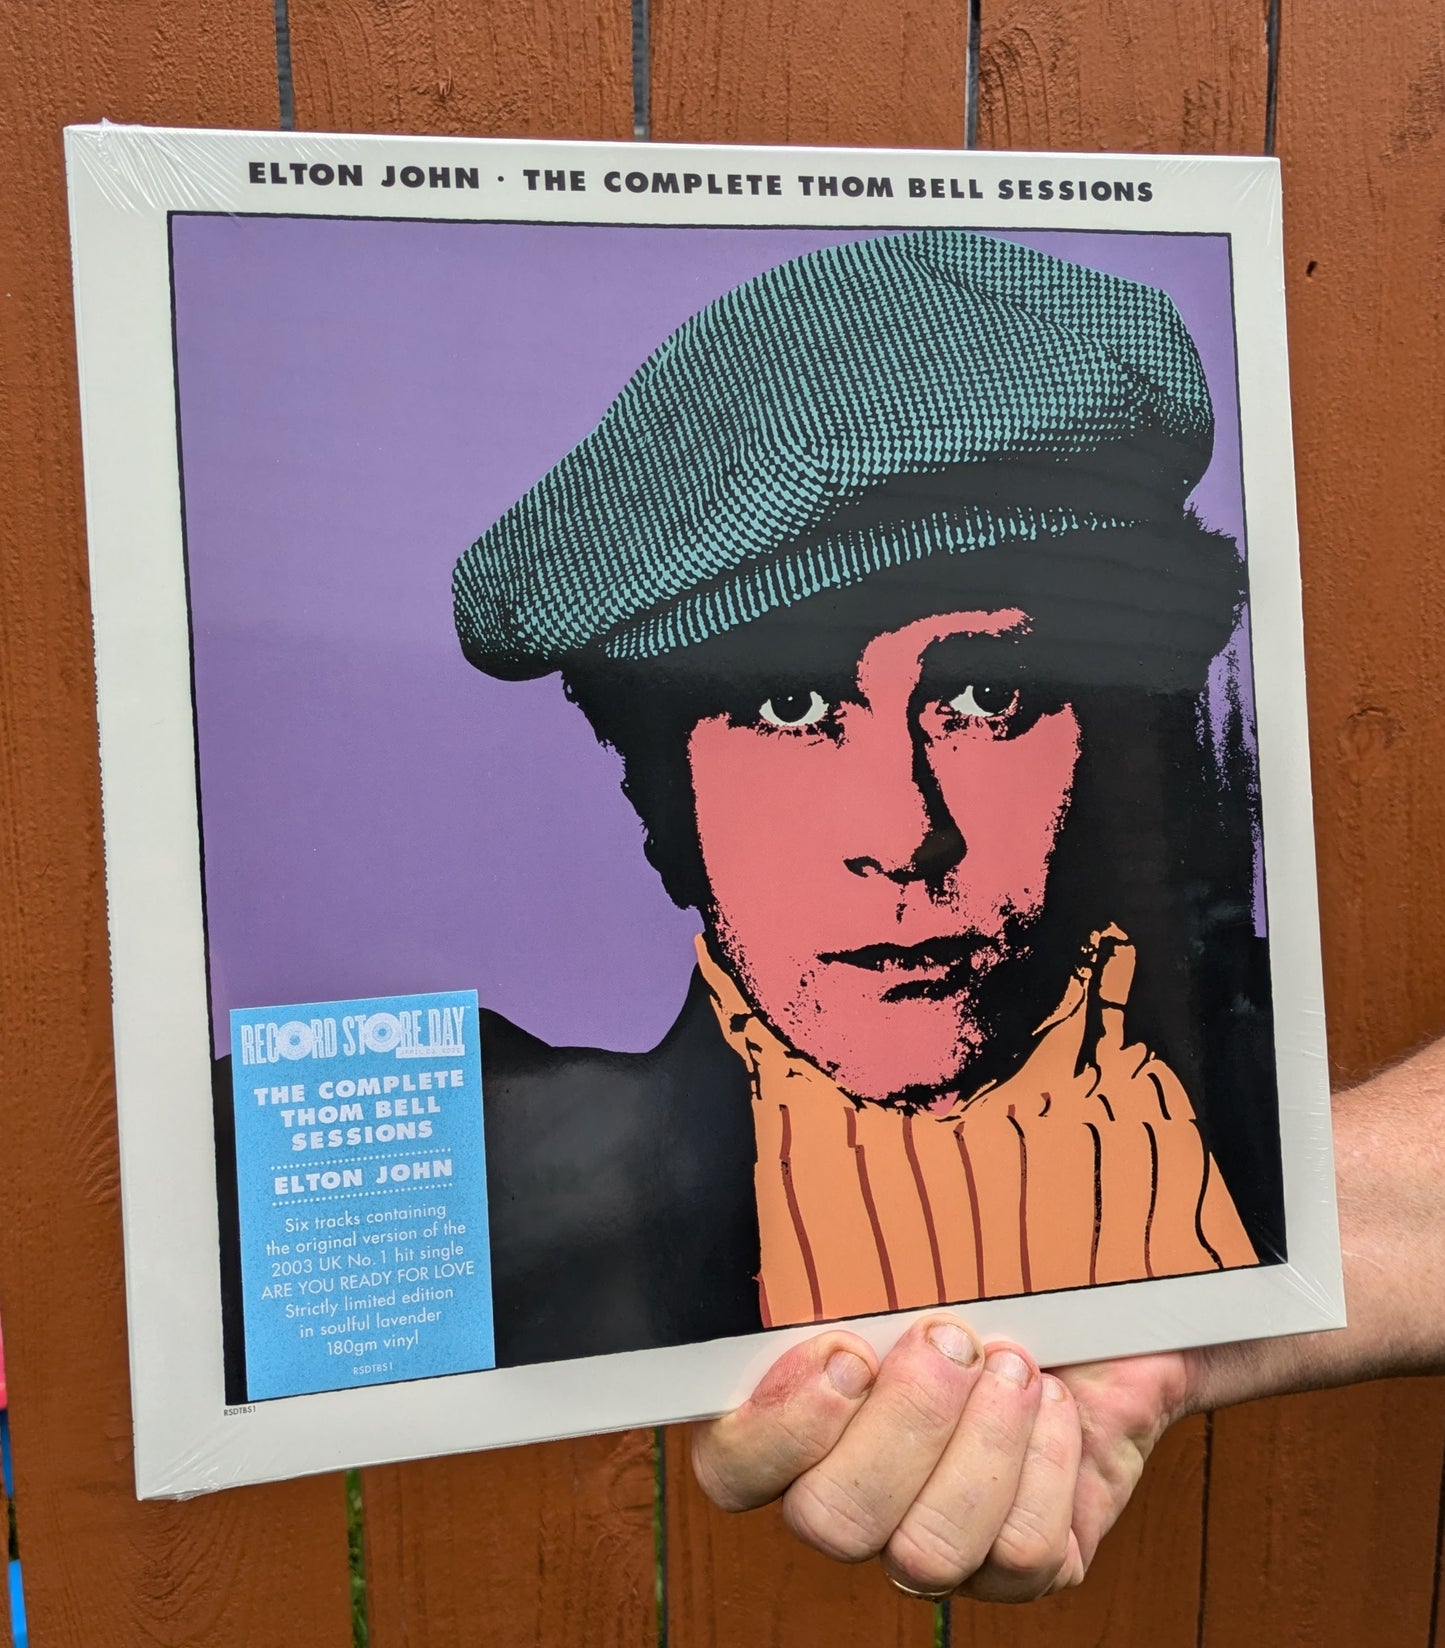 ELTON JOHN · THE COMPLETE THOM BELL SESSIONS
RECORD STORE DAY
THE COMPLETE
THOM BELL
SESSIONS
ELTON JOHN
Six tracks containing
the original version of the
2003 UK No. 1 hit single
ARE YOU READY FOR LOVE
Strictly limited edition
in soulful lavender
180gm vinyl
RSDTBS1
RSDTBS1